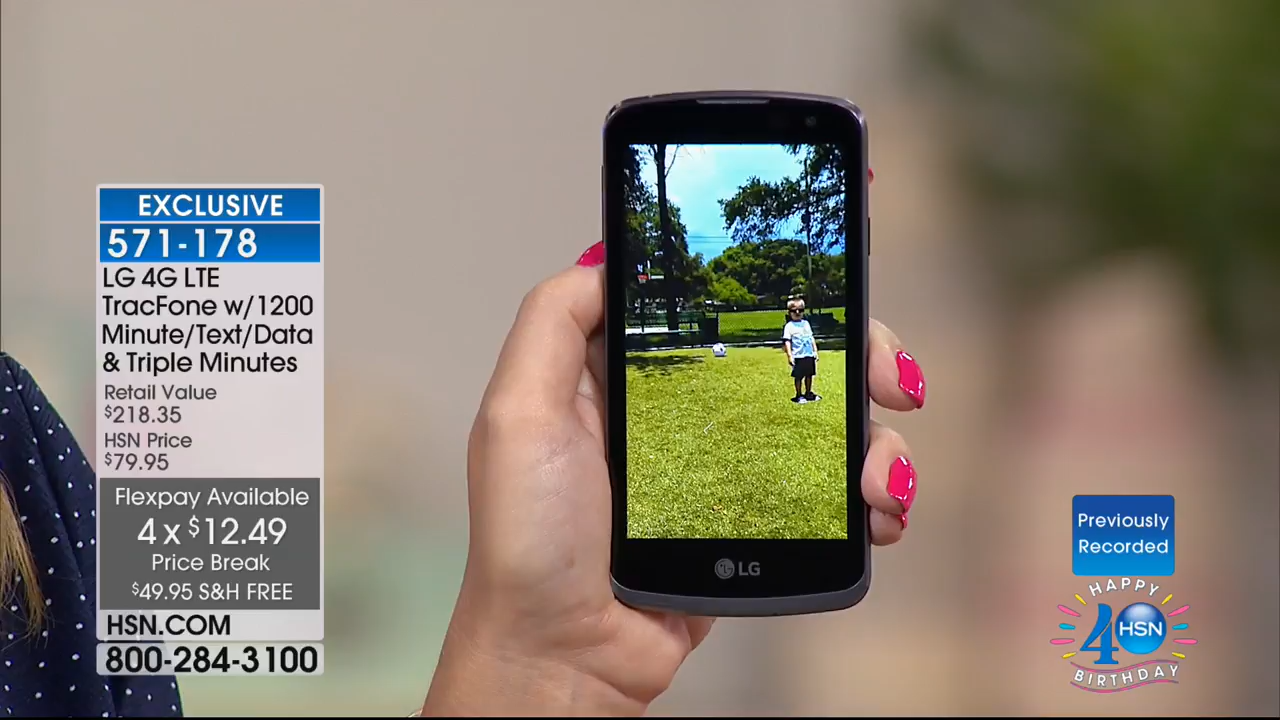 EXCLUSIVE
571-178
LG 4G LTE
TracFone w/1200
Minute/Text/Data
& Triple Minutes
Retail Value
$218.35
HSN Price
$79.95
Flexpay Available
4 x $12.49
Price Break
$49.95 S&H FREE
HSN.COM
800-284-3100
LG
Previously
Recorded
HAPPY
40
HSN
BIRTHDAY